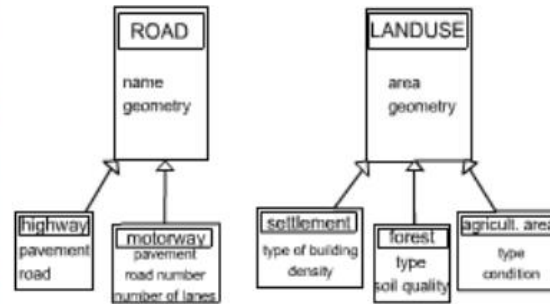 ROAD
name
geometry
LANDUSE
area
geometry
highway
pavement
road
motorway
pavement
road number
number of lanes
settlement
type of building
density
forest
type
soil quality
agricult. area
type
condition